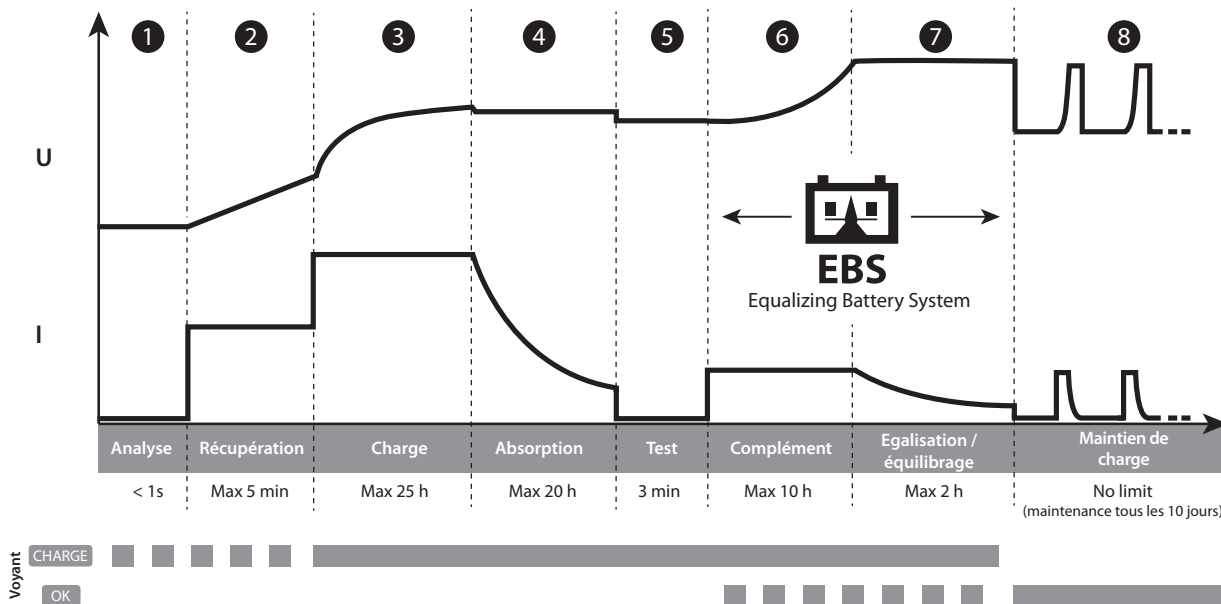 1 2 3 4 5 6 7 8
U
EBS
Equalizing Battery System
I
Analyse Récupération Charge Absorption Test Complément Egalisation / équilibrage Maintien de charge
< 1s Max 5 min Max 25 h Max 20 h 3 min Max 10 h Max 2 h No limit
(maintenance tous les 10 jours)
Voyant
CHARGE
OK